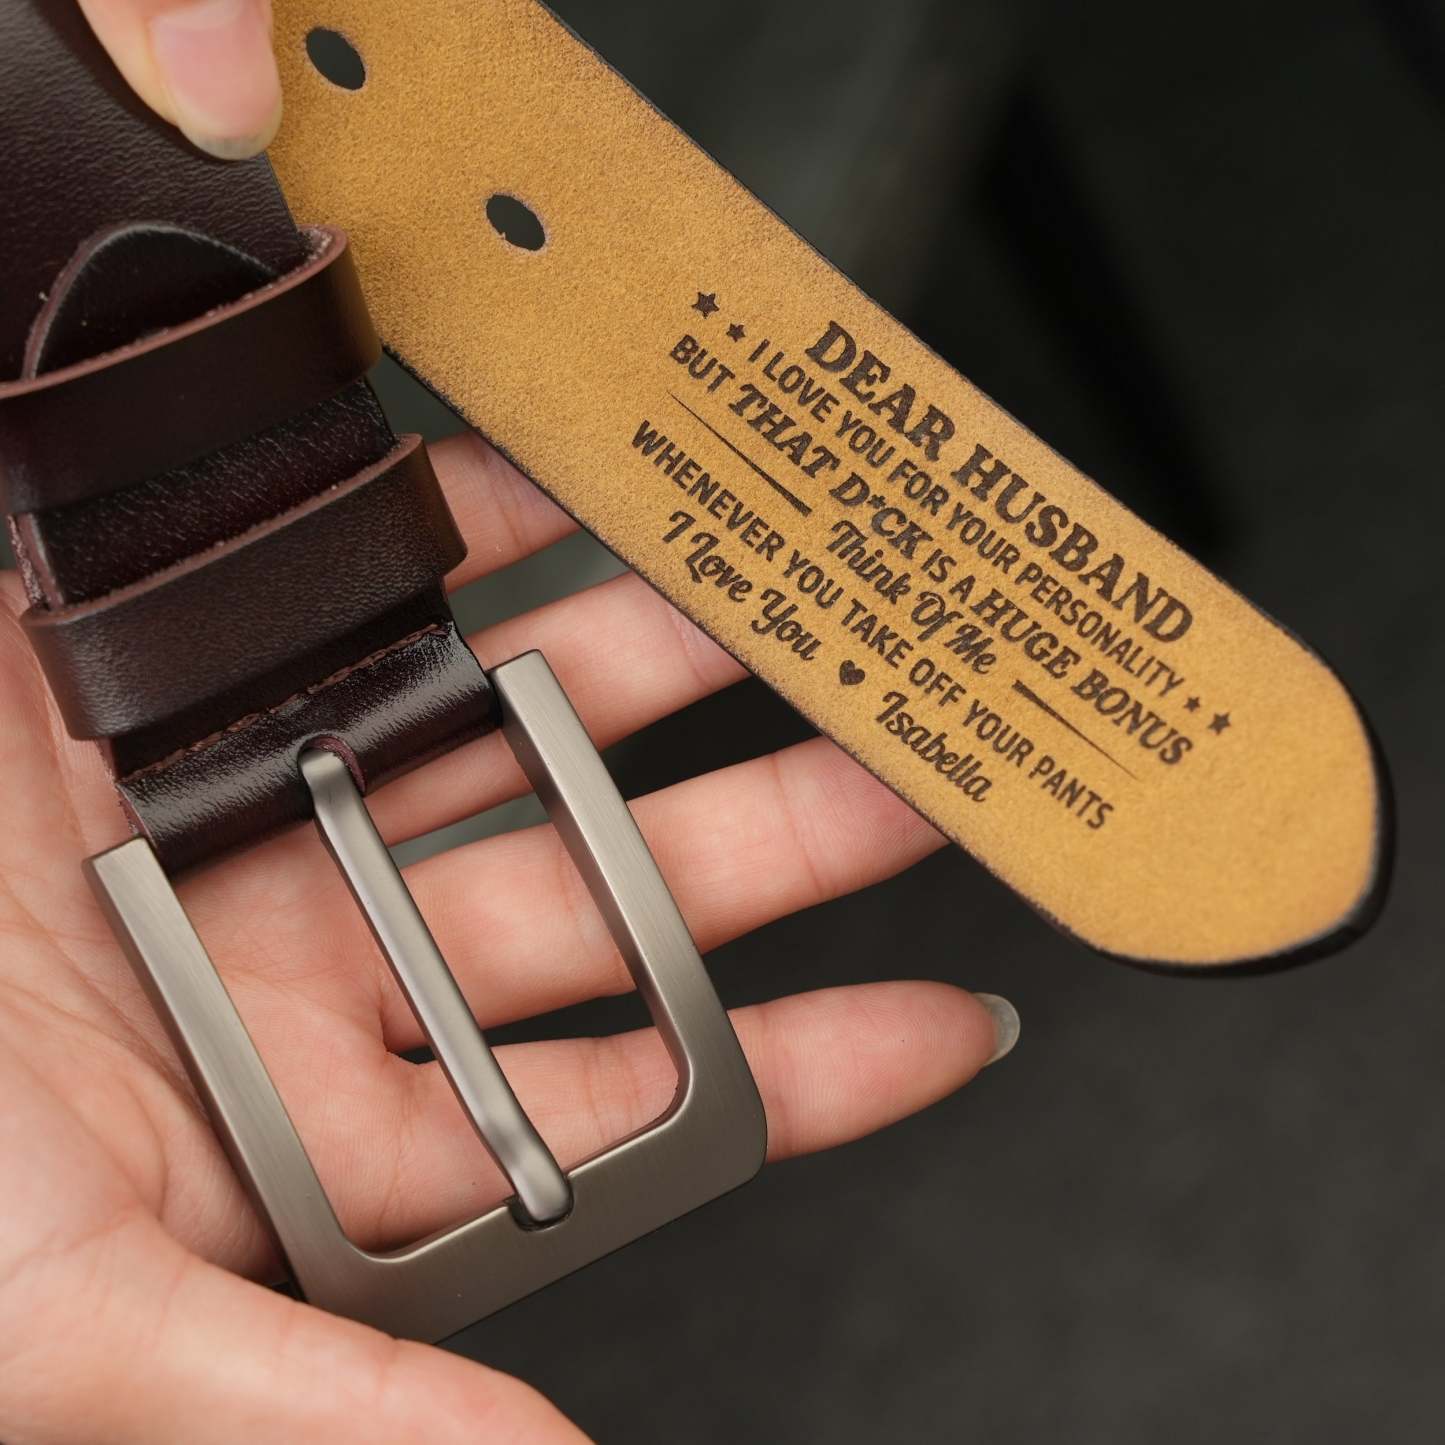 DEAR HUSBAND
I LOVE YOU FOR YOUR PERSONALITY
BUT THAT D*CK IS A HUGE BONUS
Think Of Me
WHENEVER YOU TAKE OFF YOUR PANTS
I Love You
Isabella